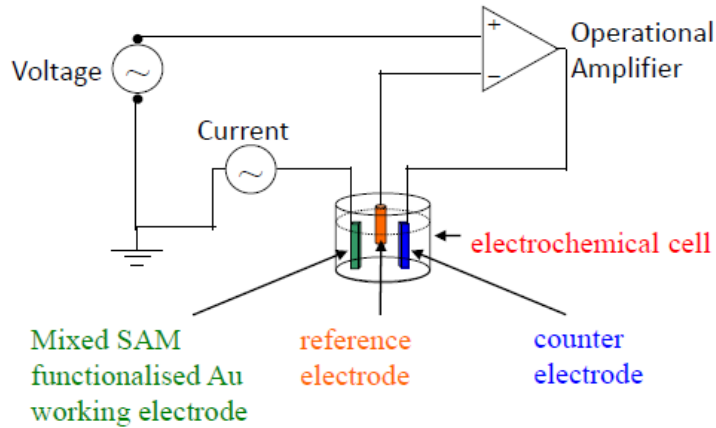 Operational
Amplifier
+
−
Voltage
~
Current
~
electrochemical cell
Mixed SAM
functionalised Au
working electrode
reference
electrode
counter
electrode